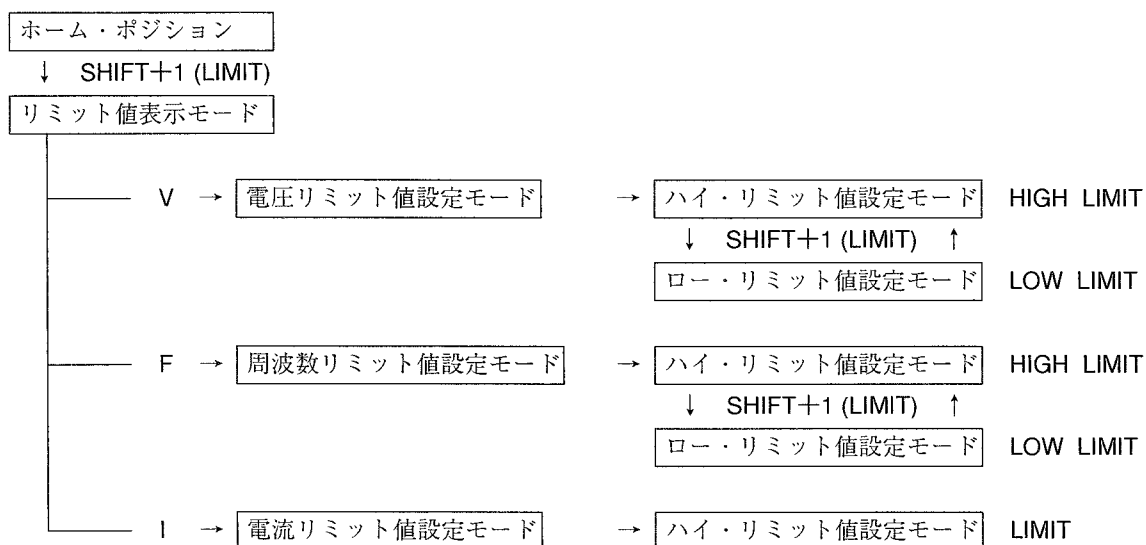 ホーム・ポジション
↓ SHIFT＋1 (LIMIT)
リミット値表示モード
V → 電圧リミット値設定モード → ハイ・リミット値設定モード HIGH LIMIT
↓ SHIFT＋1 (LIMIT) ↑
ロー・リミット値設定モード LOW LIMIT
F → 周波数リミット値設定モード → ハイ・リミット値設定モード HIGH LIMIT
↓ SHIFT＋1 (LIMIT) ↑
ロー・リミット値設定モード LOW LIMIT
I → 電流リミット値設定モード → ハイ・リミット値設定モード LIMIT